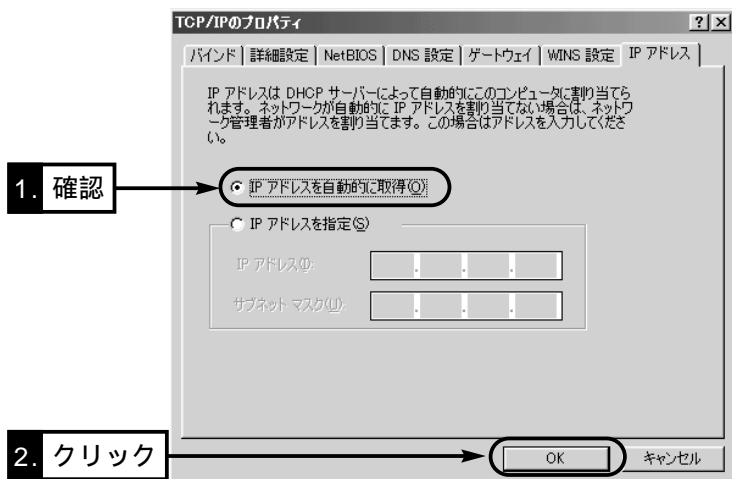 TCP/IPのプロパティ
? ×
バインド 詳細設定 NetBIOS DNS 設定 ゲートウェイ WINS 設定 IP アドレス
IP アドレスは DHCP サーバーによって自動的にこのコンピュータに割り当てら
れます。ネットワークが自動的に IP アドレスを割り当てない場合は、ネットワ
ーク管理者がアドレスを割り当てます。この場合はアドレスを入力してくださ
い。
1. 確認
IP アドレスを自動的に取得(O)
IP アドレスを指定(S)
IP アドレス(I):
サブネット マスク(U):
2. クリック
OK
キャンセル